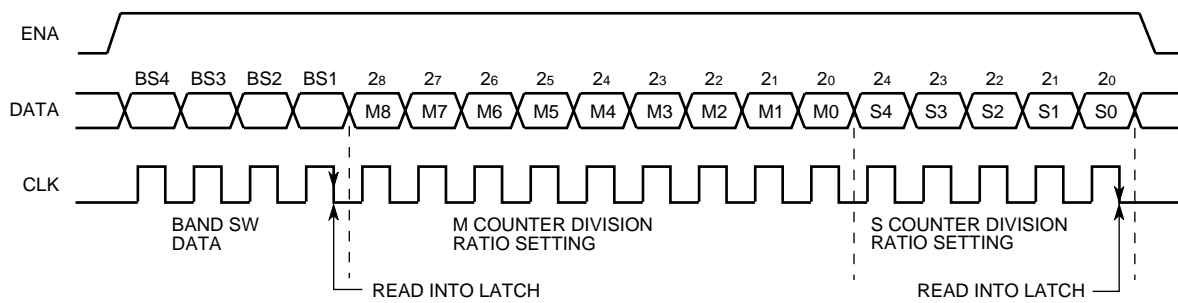 ENA
BS4 BS3 BS2 BS1 28 27 26 25 24 23 22 21 20 24 23 22 21 20
DATA M8 M7 M6 M5 M4 M3 M2 M1 M0 S4 S3 S2 S1 S0
CLK
BAND SW
DATA
M COUNTER DIVISION
RATIO SETTING
S COUNTER DIVISION
RATIO SETTING
READ INTO LATCH
READ INTO LATCH